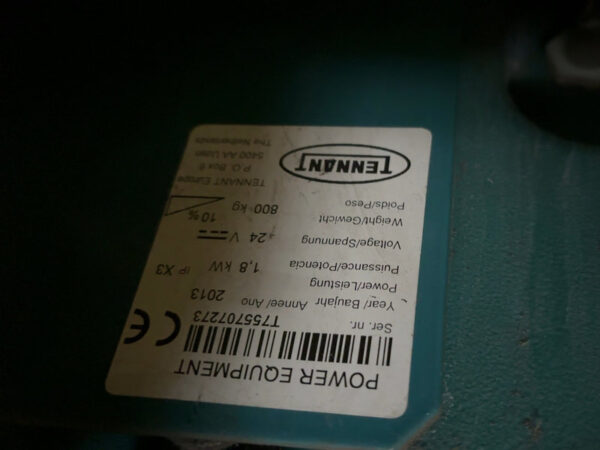 POWER EQUIPMENT
Ser. nr. T755707273
Year/ Baujahr Annee/ Ano 2013
Power/Leistung
Puissance/Potencia 1,8 kW IP X3
Voltage/Spannung 24 V
Weight/Gewicht 10%
Poids/Peso 800 kg
TENNANT
TENNANT Europe
P.O. Box 6
5400 AA Uden
The Netherlands
CE